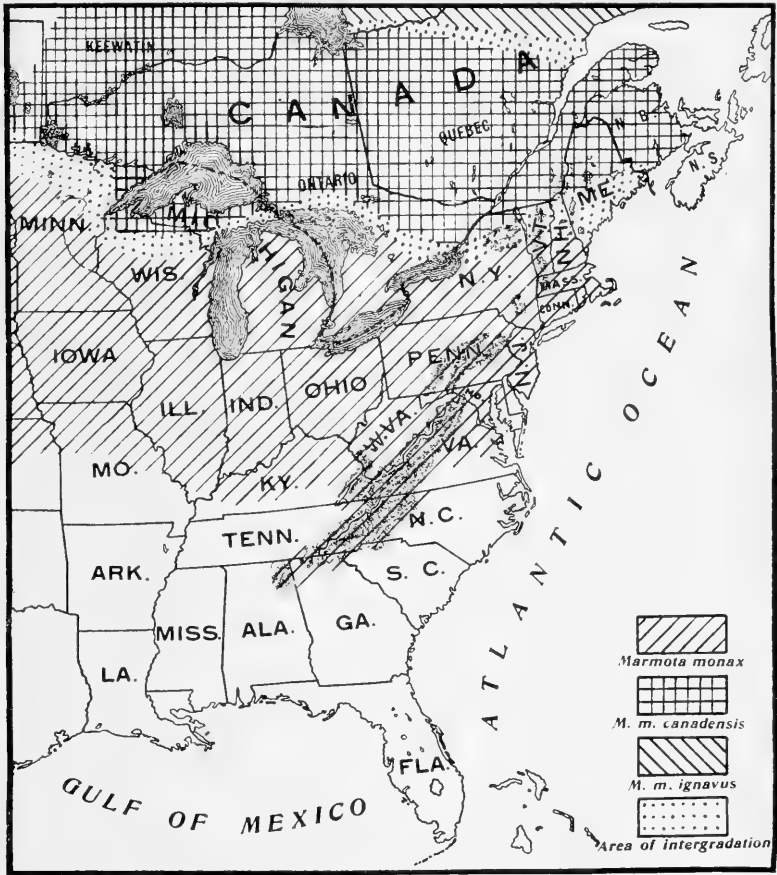 KEEWATIN
CANADA
QUEBEC
ONTARIO
N B.
N. S.
ME.
MINN.
MICHIGAN
WIS.
VT.
N H
N.Y.
MASS.
CONN.
IOWA
PENN.
N J
ILL.
IND.
OHIO
MD.
W.VA.
VA.
MO.
KY.
TENN.
N.C.
ARK.
S. C.
MISS.
ALA.
GA.
LA.
FLA.
ATLANTIC OCEAN
GULF OF MEXICO
Marmota monax
M. m. canadensis
M. m. ignavus
Area of intergradation